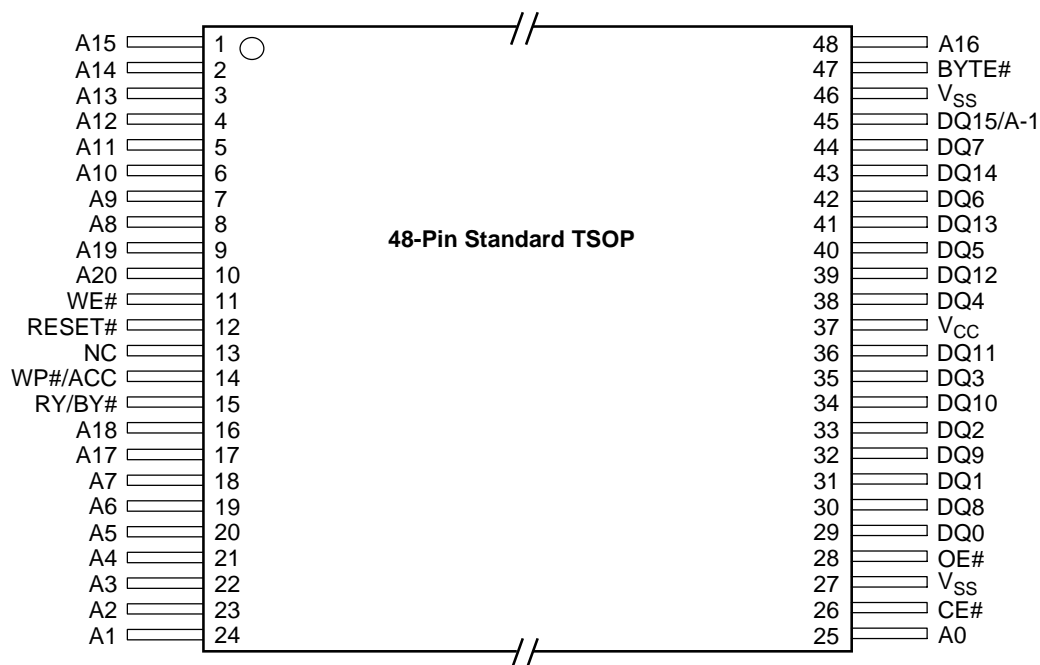 A15 1 48 A16
A14 2 47 BYTE#
A13 3 46 VSS
A12 4 45 DQ15/A-1
A11 5 44 DQ7
A10 6 43 DQ14
A9 7 42 DQ6
A8 8 41 DQ13
48-Pin Standard TSOP
A19 9 40 DQ5
A20 10 39 DQ12
WE# 11 38 DQ4
RESET# 12 37 VCC
NC 13 36 DQ11
WP#/ACC 14 35 DQ3
RY/BY# 15 34 DQ10
A18 16 33 DQ2
A17 17 32 DQ9
A7 18 31 DQ1
A6 19 30 DQ8
A5 20 29 DQ0
A4 21 28 OE#
A3 22 27 VSS
A2 23 26 CE#
A1 24 25 A0